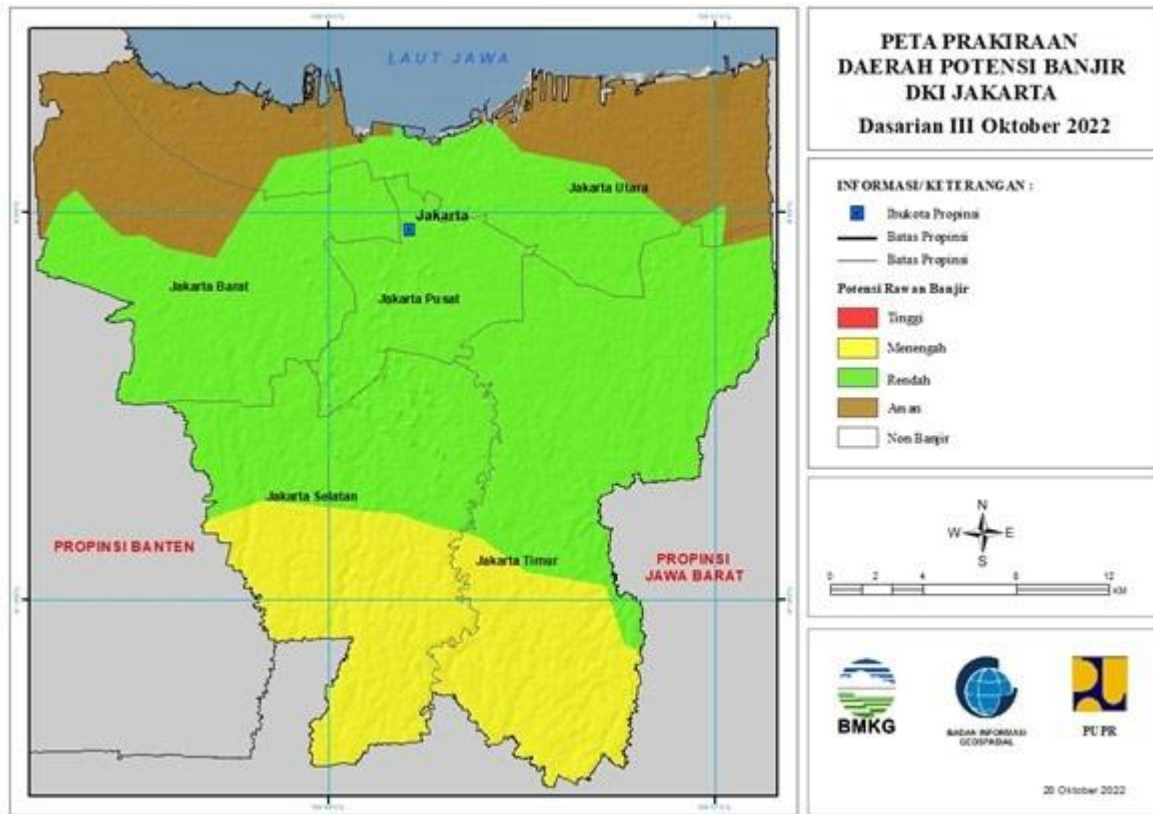 LAUT JAWA
Jakarta Utara
Jakarta
Jakarta Barat
Jakarta Pusat
Jakarta Selatan
PROPINSI BANTEN
Jakarta Timur
PROPINSI
JAWA BARAT
PETA PRAKIRAAN
DAERAH POTENSI BANJIR
DKI JAKARTA
Dasarian III Oktober 2022
INFORMASI/KETERANGAN :
Ibukota Propinsi
Batas Propinsi
Batas Propinsi
Potensi Rawan Banjir
Tinggi
Menengah
Rendah
Aman
Non Banjir
N
W E
S
0 2 4 8 12
KM
BMKG
BADAN INFORMASI
GEOSPASIAL
PU
PUPR
20 Oktober 2022